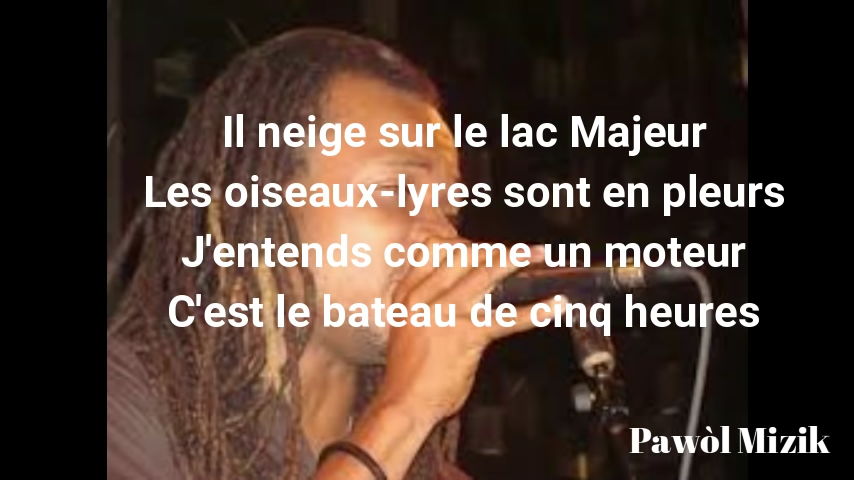 Il neige sur le lac Majeur
Les oiseaux-lyres sont en pleurs
J'entends comme un moteur
C'est le bateau de cinq heures
Pawòl Mizik